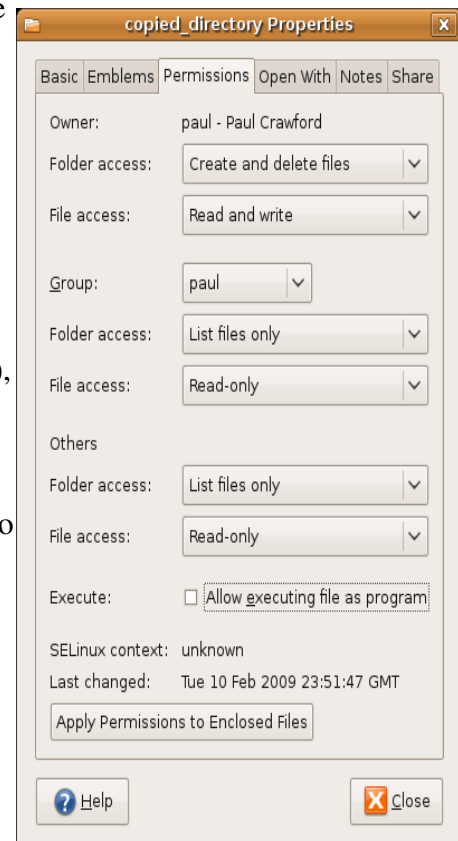 e
copied_directory Properties
Basic Emblems Permissions Open With Notes Share
Owner: paul - Paul Crawford
Folder access: Create and delete files
File access: Read and write
Group: paul
Folder access: List files only
),
File access: Read-only
Others
Folder access: List files only
o
File access: Read-only
Execute: Allow executing file as program
SELinux context: unknown
Last changed: Tue 10 Feb 2009 23:51:47 GMT
Apply Permissions to Enclosed Files
Help Close